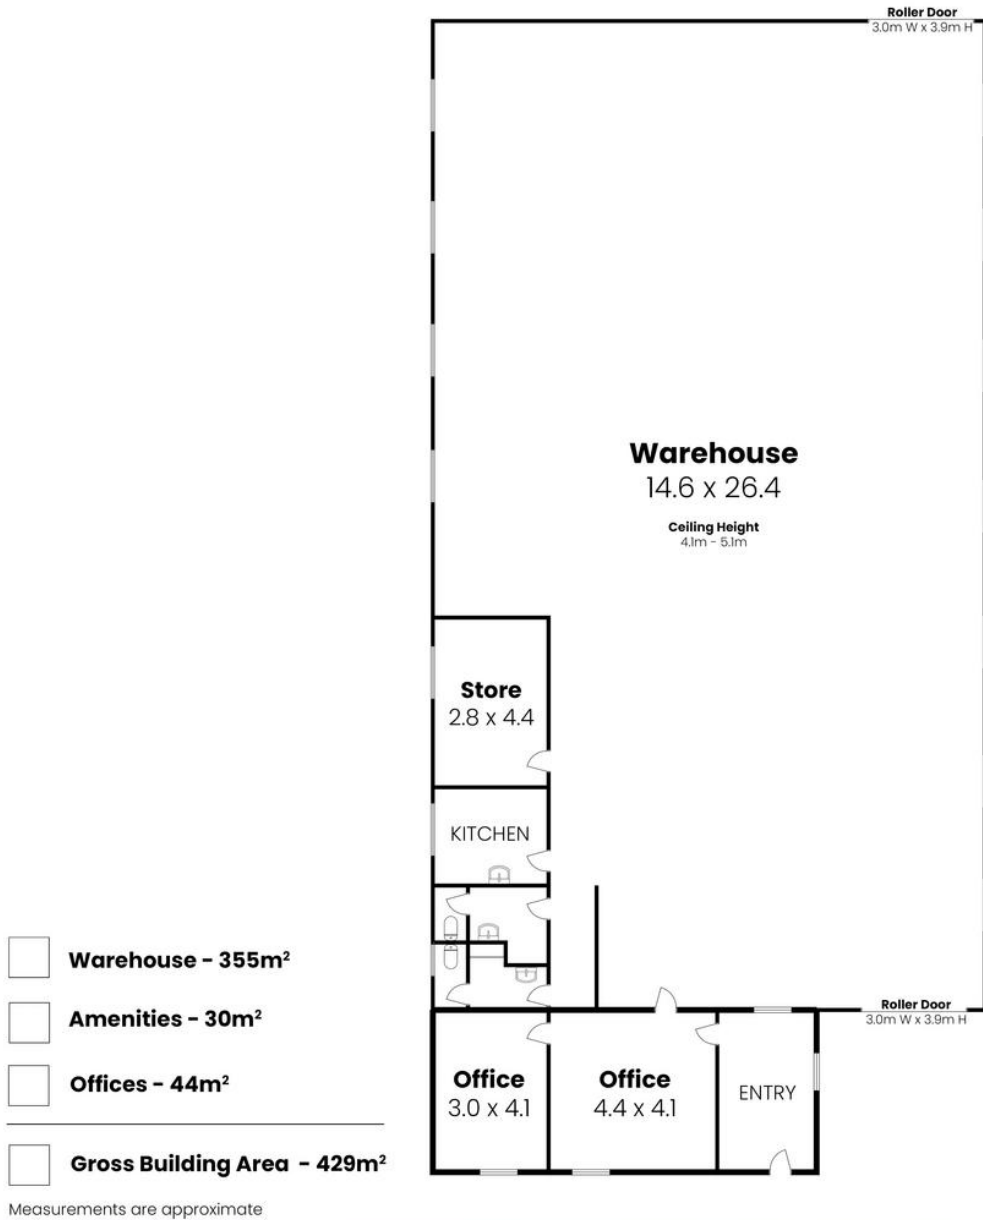 Roller Door
3.0m W x 3.9m H
Warehouse
14.6 x 26.4
Ceiling Height
4.1m - 5.1m
Store
2.8 x 4.4
KITCHEN
Roller Door
3.0m W x 3.9m H
Office
3.0 x 4.1
Office
4.4 x 4.1
ENTRY
Warehouse - 355m²
Amenities - 30m²
Offices - 44m²
Gross Building Area - 429m²
Measurements are approximate